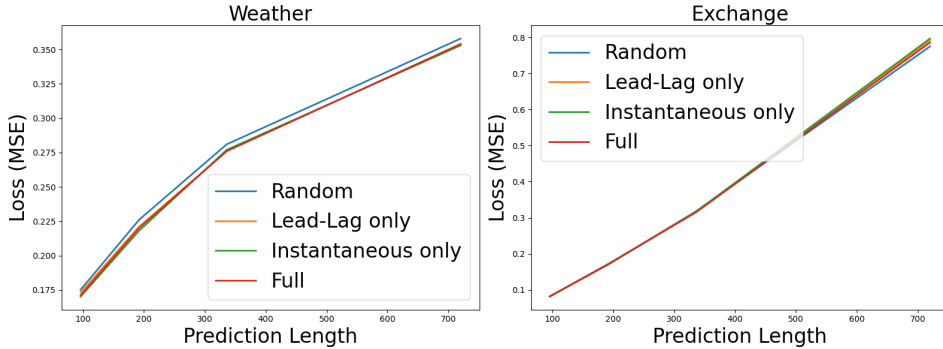 Weather
Loss (MSE)
0.350
0.325
0.300
0.275
0.250
0.225
0.200
0.175
Random
Lead-Lag only
Instantaneous only
Full
100 200 300 400 500 600 700
Prediction Length
Exchange
Loss (MSE)
0.8
0.7
0.6
0.5
0.4
0.3
0.2
0.1
Random
Lead-Lag only
Instantaneous only
Full
100 200 300 400 500 600 700
Prediction Length